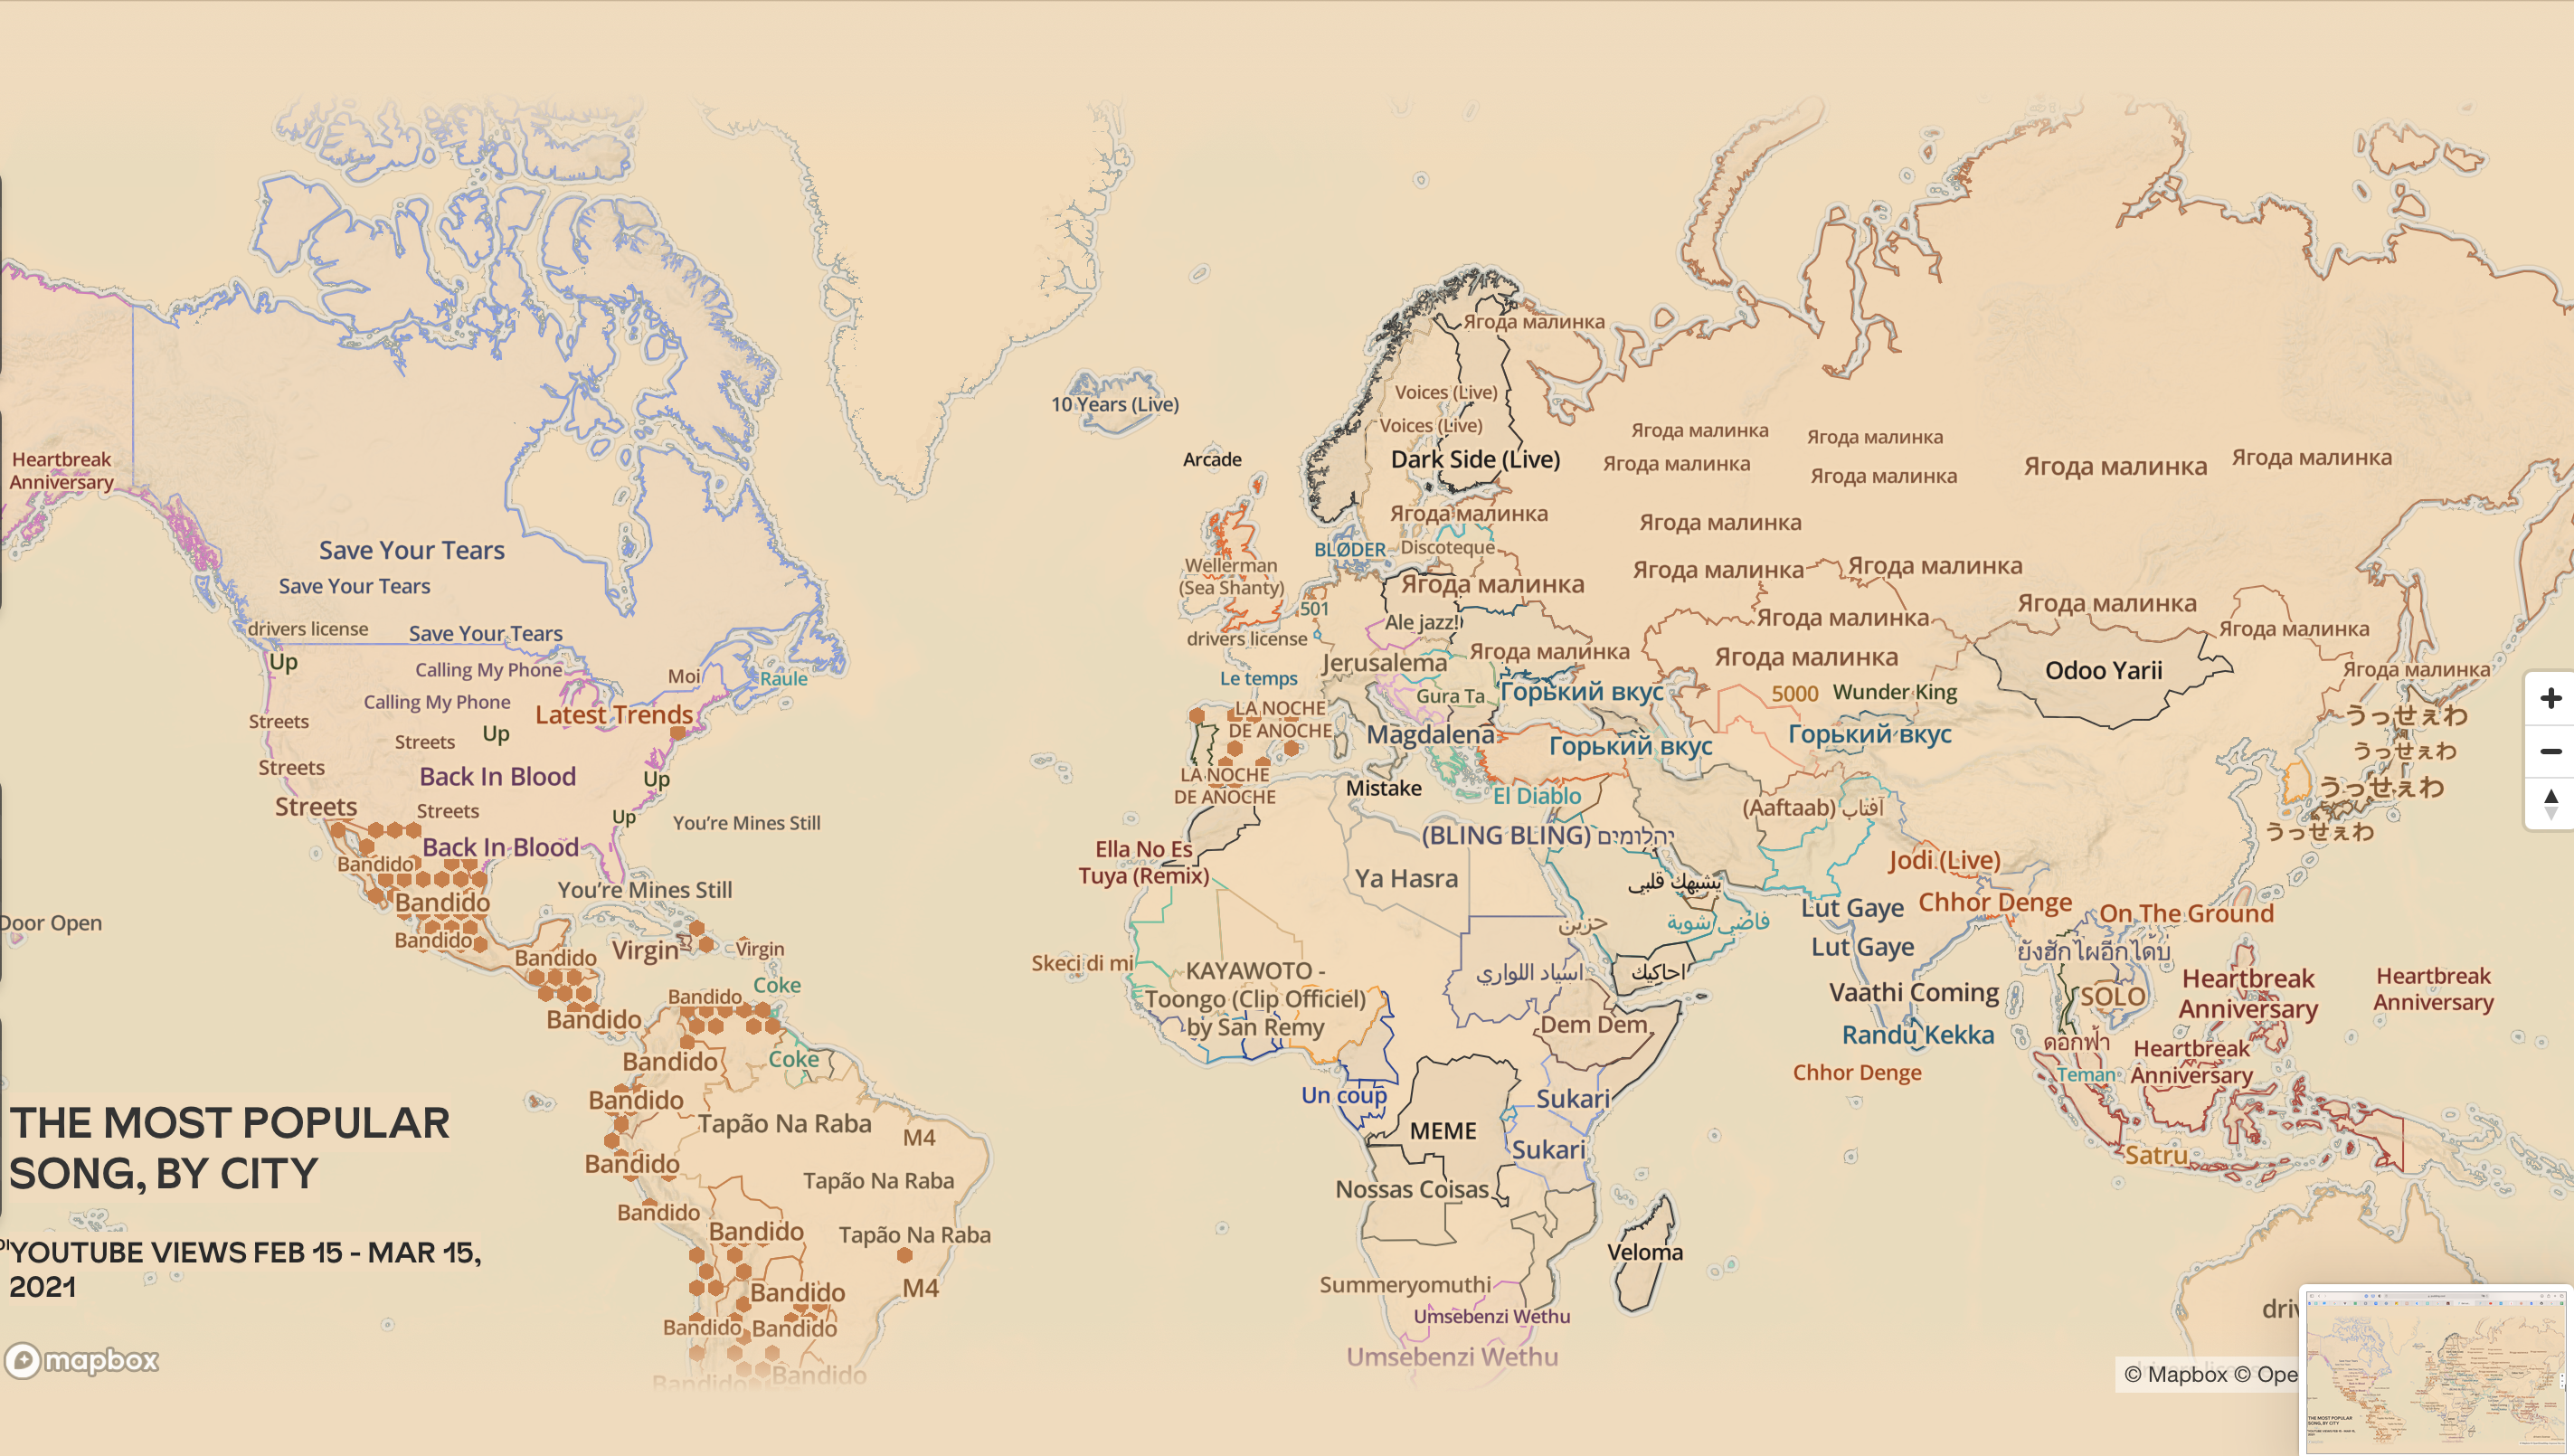 Ягода малинка
Voices (Live)
10 Years (Live)
Voices (Live)
Ягода малинка
Ягода малинка
Heartbreak
Anniversary
Arcade
Dark Side (Live)
Ягода малинка
Ягода малинка
Ягода малинка
Ягода малинка
Ягода малинка
Ягода малинка
Save Your Tears
BLØDER
Discoteque
Wellerman
(Sea Shanty)
Ягода малинка
Ягода малинка
Save Your Tears
Ягода малинка
501
Ягода малинка
Ягода малинка
drivers license
Save Your Tears
drivers license
Ale jazz!
Ягода малинка
Up
Calling My Phone
Moi
Raule
Le temps
Jerusalema
Ягода малинка
Ягода малинка
Odoo Yarii
Ягода малинка
Calling My Phone
Gura Ta
Горький вкус
5000
Wunder King
Streets
Latest Trends
LA NOCHE
DE ANOCHE
うっせぇわ
Streets
Up
Magdalena
Горький вкус
Горький вкус
うっせぇわ
Streets
Back In Blood
Up
LA NOCHE
DE ANOCHE
Mistake
El Diablo
うっせぇわ
Streets
Streets
Up
You're Mines Still
(Aaftaab) آفتاب
うっせぇわ
Bandido
Back In Blood
Ella No Es
Tuya (Remix)
(BLING BLING) יהלומים
Jodi (Live)
You're Mines Still
Ya Hasra
يشبهك قلبي
Bandido
Lut Gaye
Chhor Denge
On The Ground
Door Open
Bandido
Virgin
Virgin
حزين
فاضي شوية
Lut Gaye
ยังฮักไผอีกได้บ่
Bandido
Skeci di mi
KAYAWOTO -
Toongo (Clip Officiel)
by San Remy
اسياد اللواري
احاكيك
Vaathi Coming
SOLO
Heartbreak
Anniversary
Heartbreak
Anniversary
Coke
Bandido
Bandido
Dem Dem
Randu Kekka
ดอกฟ้า
Bandido
Coke
Chhor Denge
Teman
Heartbreak
Anniversary
Bandido
Un coup
Sukari
THE MOST POPULAR
SONG, BY CITY
Tapão Na Raba
M4
MEME
Sukari
Satru
Bandido
Tapão Na Raba
Nossas Coisas
Bandido
Bandido
Tapão Na Raba
YOUTUBE VIEWS FEB 15 - MAR 15,
2021
Veloma
Bandido
M4
Summeryomuthi
Bandido
Bandido
Umsebenzi Wethu
Umsebenzi Wethu
mapbox
Bandido
Bandido
© Mapbox © Ope